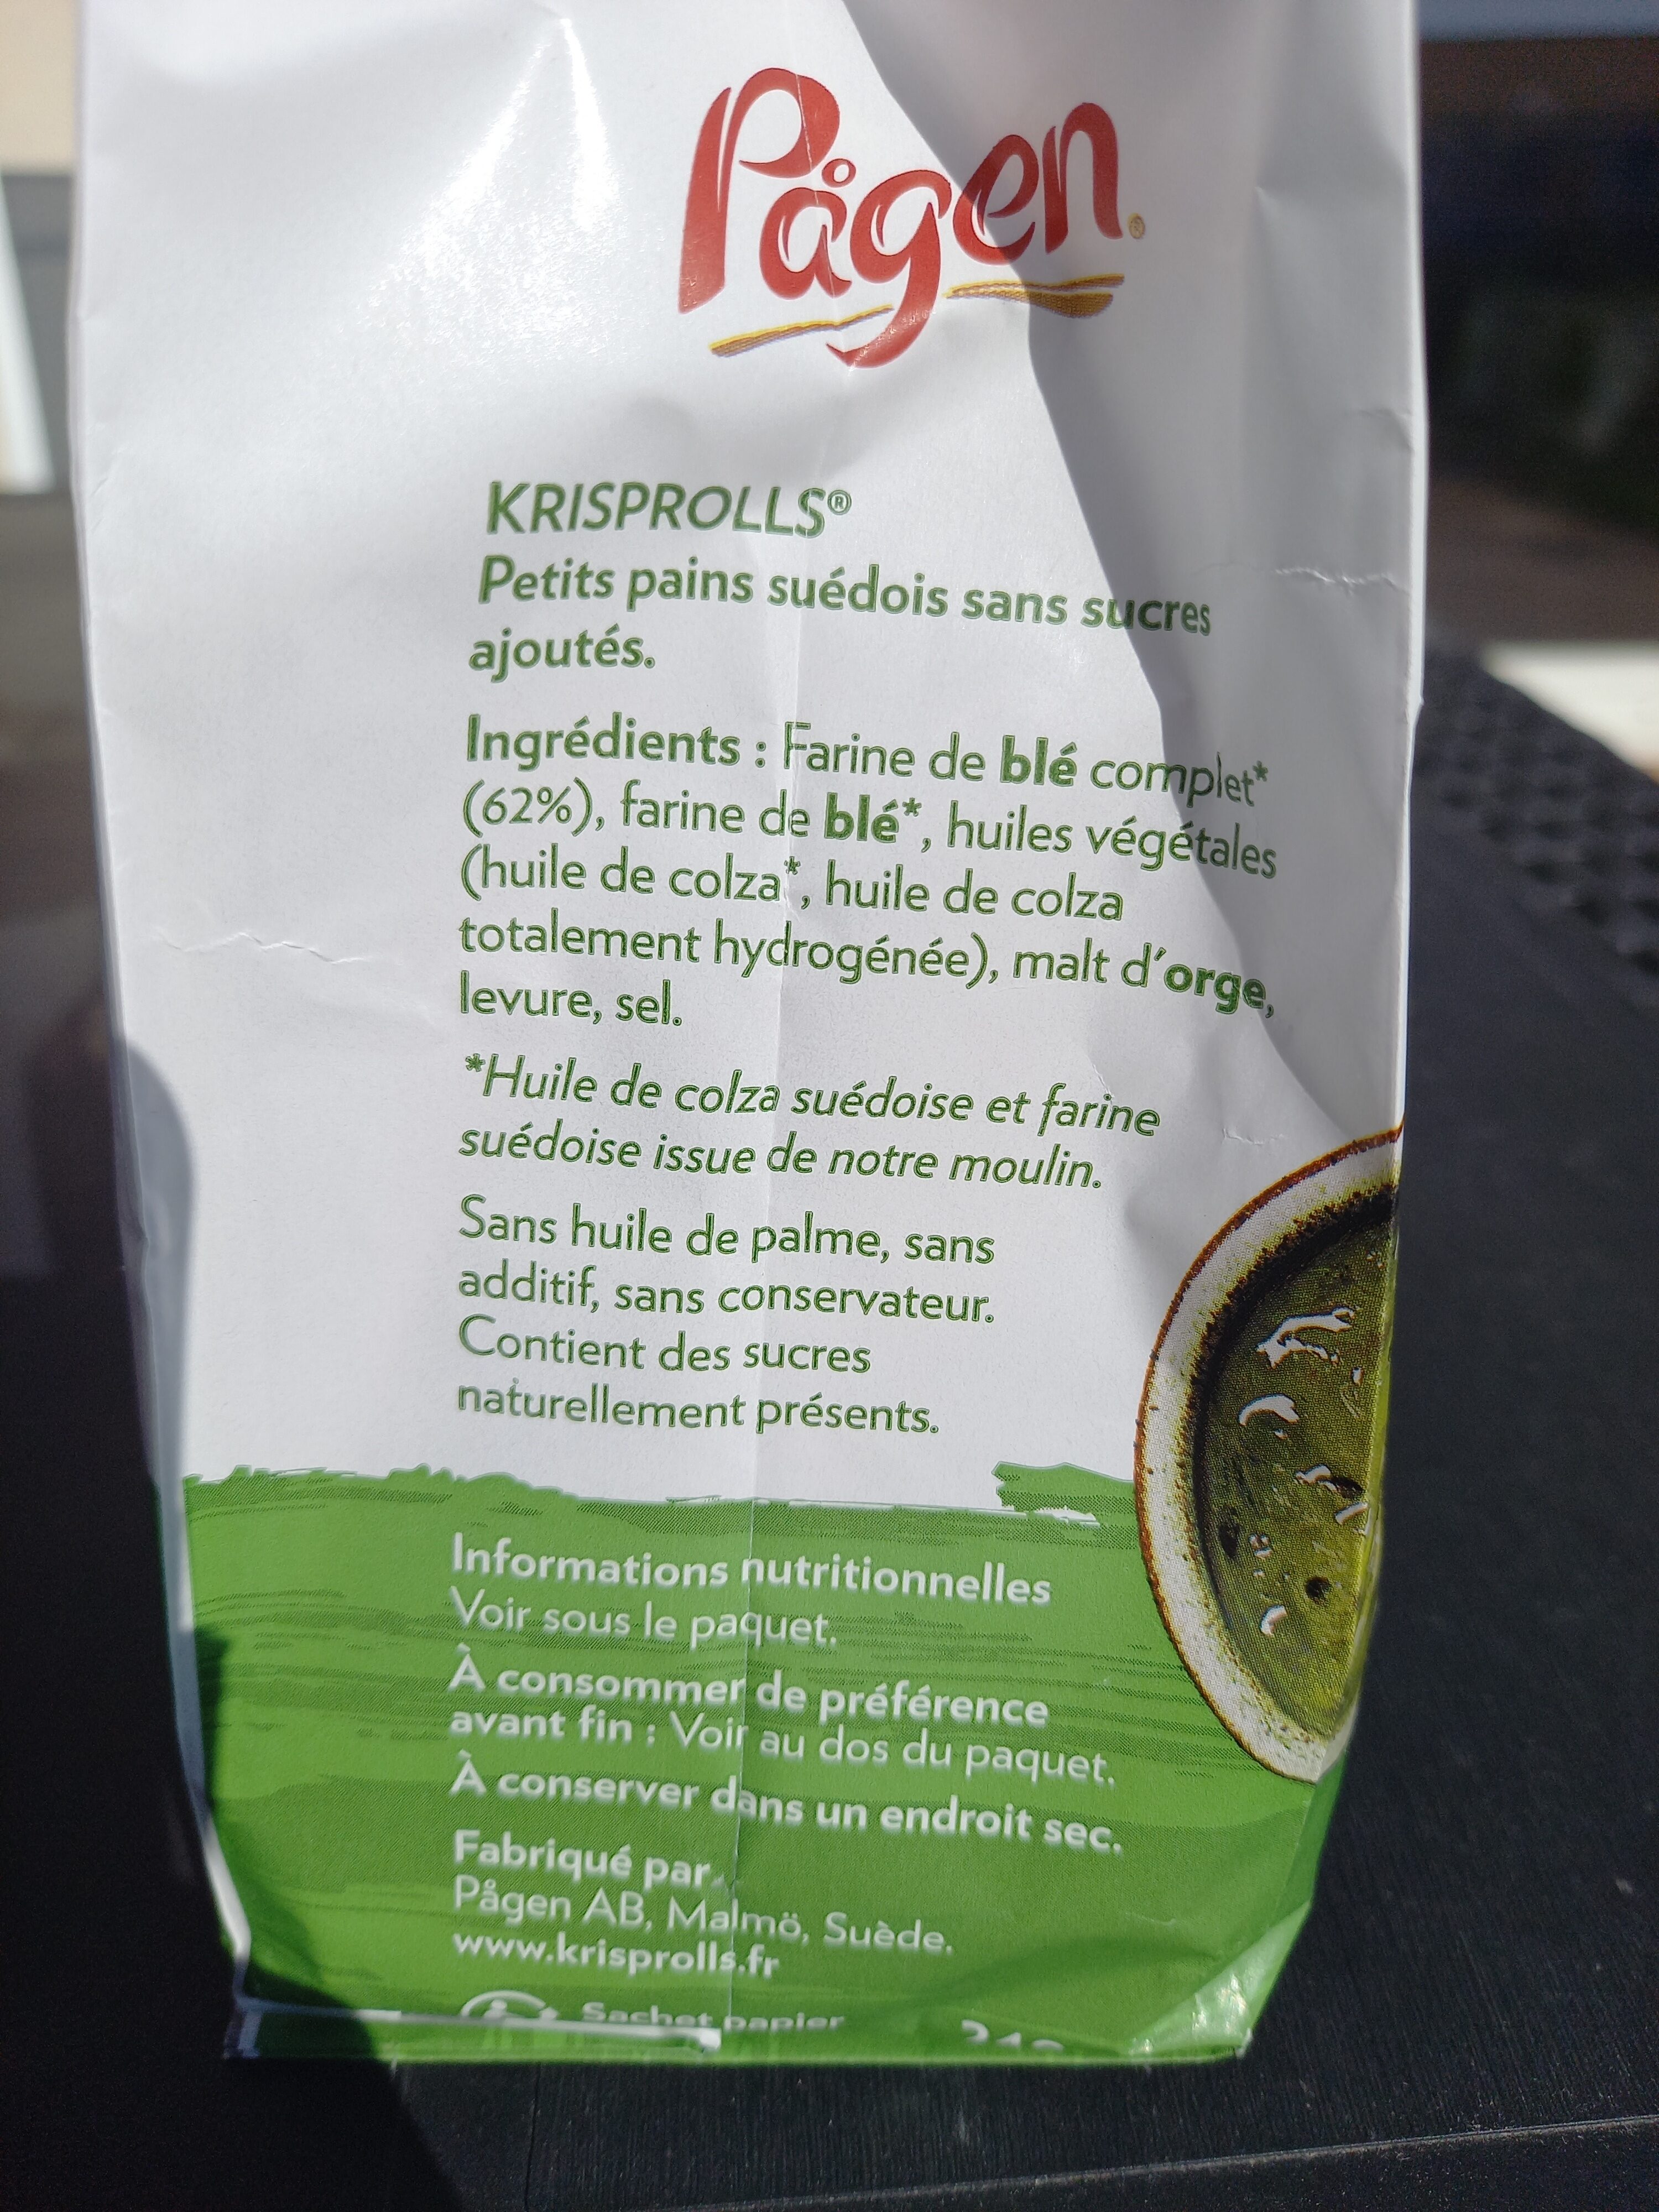 Pågen®
KRISPROLLS®
Petits pains suédois sans sucres
ajoutés.
Ingrédients : Farine de blé complet*
(62%), farine de blé*, huiles végétales
(huile de colza*, huile de colza
totalement hydrogénée), malt d'orge,
levure, sel.
*Huile de colza suédoise et farine
suédoise issue de notre moulin.
Sans huile de palme, sans
additif, sans conservateur.
Contient des sucres
naturellement présents.
Informations nutritionnelles
Voir sous le paquet.
À consommer de préférence
avant fin : Voir au dos du paquet.
À conserver dans un endroit sec.
Fabriqué par
Pågen AB, Malmö, Suède.
www.krisprolls.fr
Sachet papier